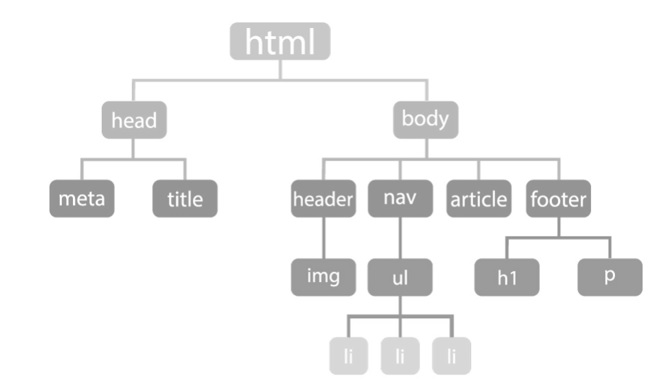 html
head body
meta title header nav article footer
img ul h1 p
li li li